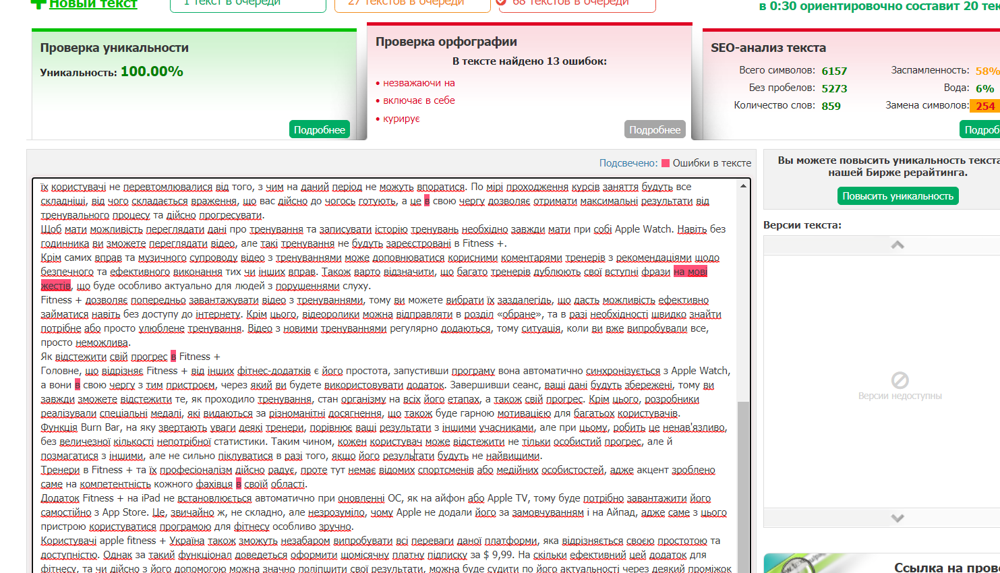 Новый текст
1 текст в очереди
27 текстов в очереди
68 текстов в очереди
в 0:30 ориентировочно составит 20
Проверка уникальности
Уникальность: 100.00%
Подробнее
Проверка орфографии
В тексте найдено 13 ошибок:
• незважаючи на
• включає в себе
• курирує
Подробнее
SEO-анализ текста
Всего символов: 6157
Заспамленность: 58%
Без пробелов: 5273
Вода: 6%
Количество слов: 859
Замена символов: 254
Подсвечено: Ошибки в тексте
їх користувачі не перевтомлювалися від того, з чим на даний період не можуть впоратися. По мірі проходження курсів заняття будуть все
складніші, від чого складається враження, що вас дійсно до чогось готують, а це в свою чергу дозволяє отримати максимальні результати від
тренувального процесу та дійсно прогресувати.
Щоб мати можливість переглядати дані про тренування та записувати історію тренувань необхідно завжди мати при собі Apple Watch. Навіть без
годинника ви зможете переглядати відео, але такі тренування не будуть зареєстровані в Fitness +.
Крім самих вправ та музичного супроводу відео з тренуваннями може доповнюватися корисними коментарями тренерів з рекомендаціями щодо
безпечного та ефективного виконання тих чи інших вправ. Також варто відзначити, що багато тренерів дублюють свої вступні фрази на мові
жестів, що буде особливо актуально для людей з порушеннями слуху.
Fitness + дозволяє попередньо завантажувати відео з тренуваннями, тому ви можете вибрати їх заздалегідь, що дасть можливість ефективно
займатися навіть без доступу до інтернету. Крім цього, відеоролики можна відправляти в розділ «обране», та в разі необхідності швидко знайти
потрібне або просто улюблене тренування. Відео з новими тренуваннями регулярно додаються, тому ситуація, коли ви вже випробували все,
просто неможлива.
Як відстежити свій прогрес в Fitness +
Головне, що відрізняє Fitness + від інших фітнес-додатків є його простота, запустивши програму вона автоматично синхронізується з Apple Watch,
а вони в свою чергу з тим пристроєм, через який ви будете використовувати додаток. Завершивши сеанс, ваші дані будуть збережені, тому ви
завжди зможете відстежити те, як проходило тренування, стан організму на всіх його етапах, а також свій прогрес. Крім цього, розробники
реалізували спеціальні медалі, які видаються за різноманітні досягнення, що також буде гарною мотивацією для багатьох користувачів.
Функція Burn Bar, на яку звертають уваги деякі тренери, порівнює ваші результати з іншими учасниками, але при цьому, робить це ненав'язливо,
без величезної кількості непотрібної статистики. Таким чином, кожен користувач може відстежити не тільки особистий прогрес, але й
позмагатися з іншими, але не сильно піклуватися в разі того, якщо його результати будуть не найвищими.
Тренери в Fitness + та їх професіоналізм дійсно радує, проте тут немає відомих спортсменів або медійних особистостей, адже акцент зроблено
саме на компетентність кожного фахівця в своїй області.
Додаток Fitness + на iPad не встановлюється автоматично при оновленні ОС, як на айфон або Apple TV, тому буде потрібно завантажити його
самостійно з App Store. Це, звичайно ж, не складно, але незрозуміло, чому Apple не додали його за замовчуванням і на Айпад, адже саме з цього
пристрою користуватися програмою для фітнесу особливо зручно.
Користувачі apple fitness + Україна також зможуть незабаром випробувати всі переваги даної платформи, яка відрізняється своєю простотою та
доступністю. Однак за такий функціонал доведеться оформити щомісячну платну підписку за $ 9,99. На скільки ефективний цей додаток для
фітнесу, та чи дійсно з його допомогою можна значно поліпшити свої результати, можна буде судити по його актуальності через деякий проміжок
Вы можете повысить уникальность текста
нашей Бирже рерайтинга.
Повысить уникальность
Версии текста:
Версии недоступны
Ссылка на